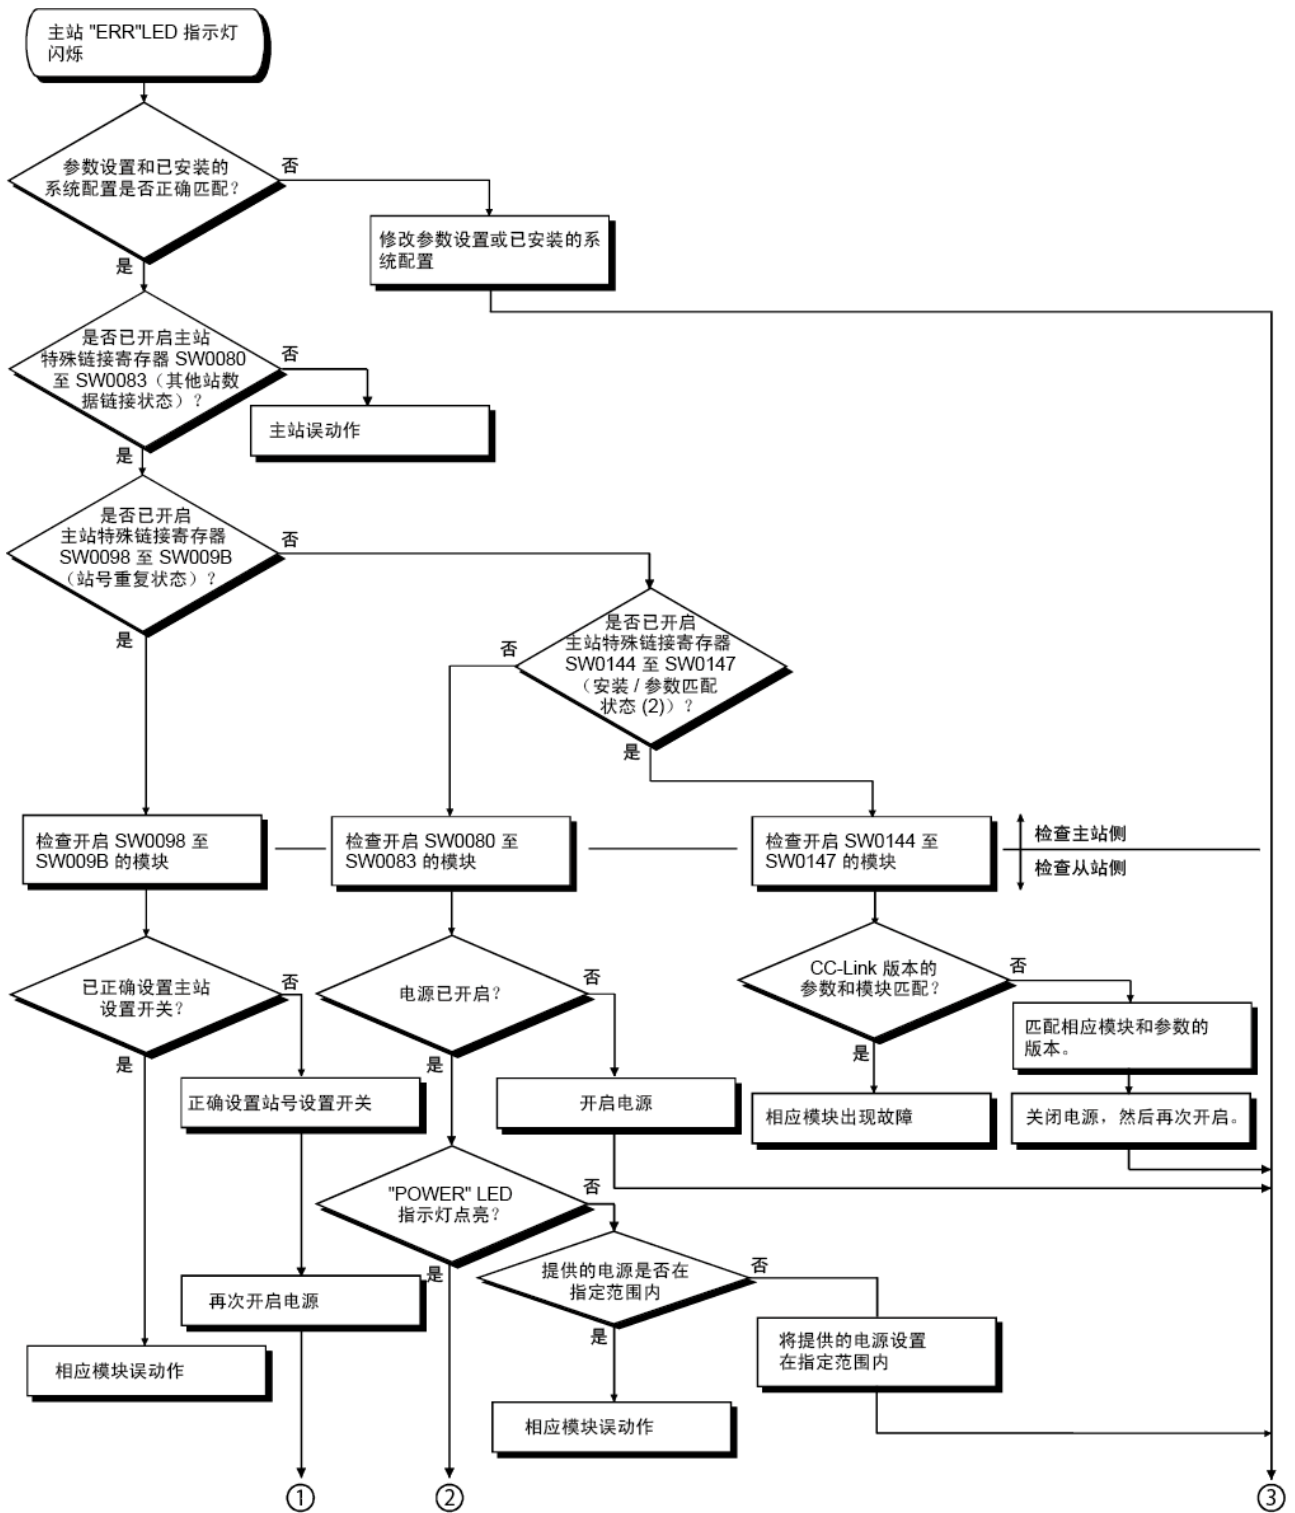 主站 "ERR"LED 指示灯
闪烁
参数设置和已安装的
系统配置是否正确匹配？
否
是
修改参数设置或已安装的系
统配置
是否已开启主站
特殊链接寄存器 SW0080
至 SW0083（其他站数
据链接状态）？
否
是
主站误动作
是否已开启
主站特殊链接寄存器
SW0098 至 SW009B
（站号重复状态）？
否
是
是否已开启
主站特殊链接寄存器
SW0144 至 SW0147
（安装 / 参数匹配
状态 (2)）？
否
是
检查开启 SW0098 至
SW009B 的模块
检查开启 SW0080 至
SW0083 的模块
检查开启 SW0144 至
SW0147 的模块
检查主站侧
检查从站侧
已正确设置主站
设置开关？
否
是
电源已开启？
否
是
CC-Link 版本的
参数和模块匹配？
否
是
匹配相应模块和参数的
版本。
正确设置站号设置开关
开启电源
相应模块出现故障
关闭电源，然后再次开启。
"POWER" LED
指示灯点亮？
否
是
提供的电源是否在
指定范围内
否
是
再次开启电源
将提供的电源设置
在指定范围内
相应模块误动作
相应模块误动作
①
②
③